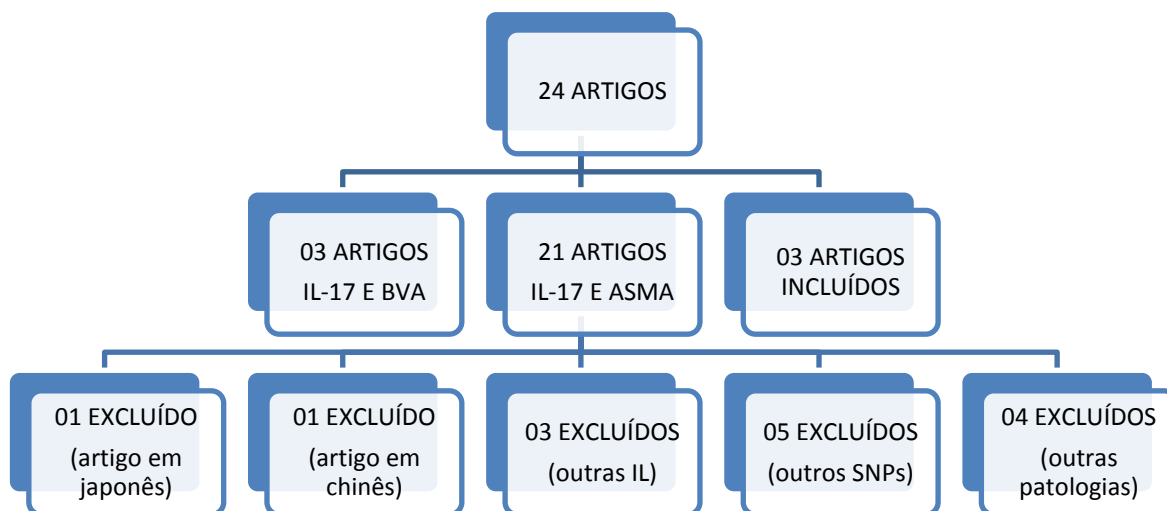 24 ARTIGOS
03 ARTIGOS
IL-17 E BVA
21 ARTIGOS
IL-17 E ASMA
03 ARTIGOS
INCLUÍDOS
01 EXCLUÍDO
(artigo em
japonês)
01 EXCLUÍDO
(artigo em
chinês)
03 EXCLUÍDOS
(outras IL)
05 EXCLUÍDOS
(outros SNPs)
04 EXCLUÍDOS
(outras
patologias)